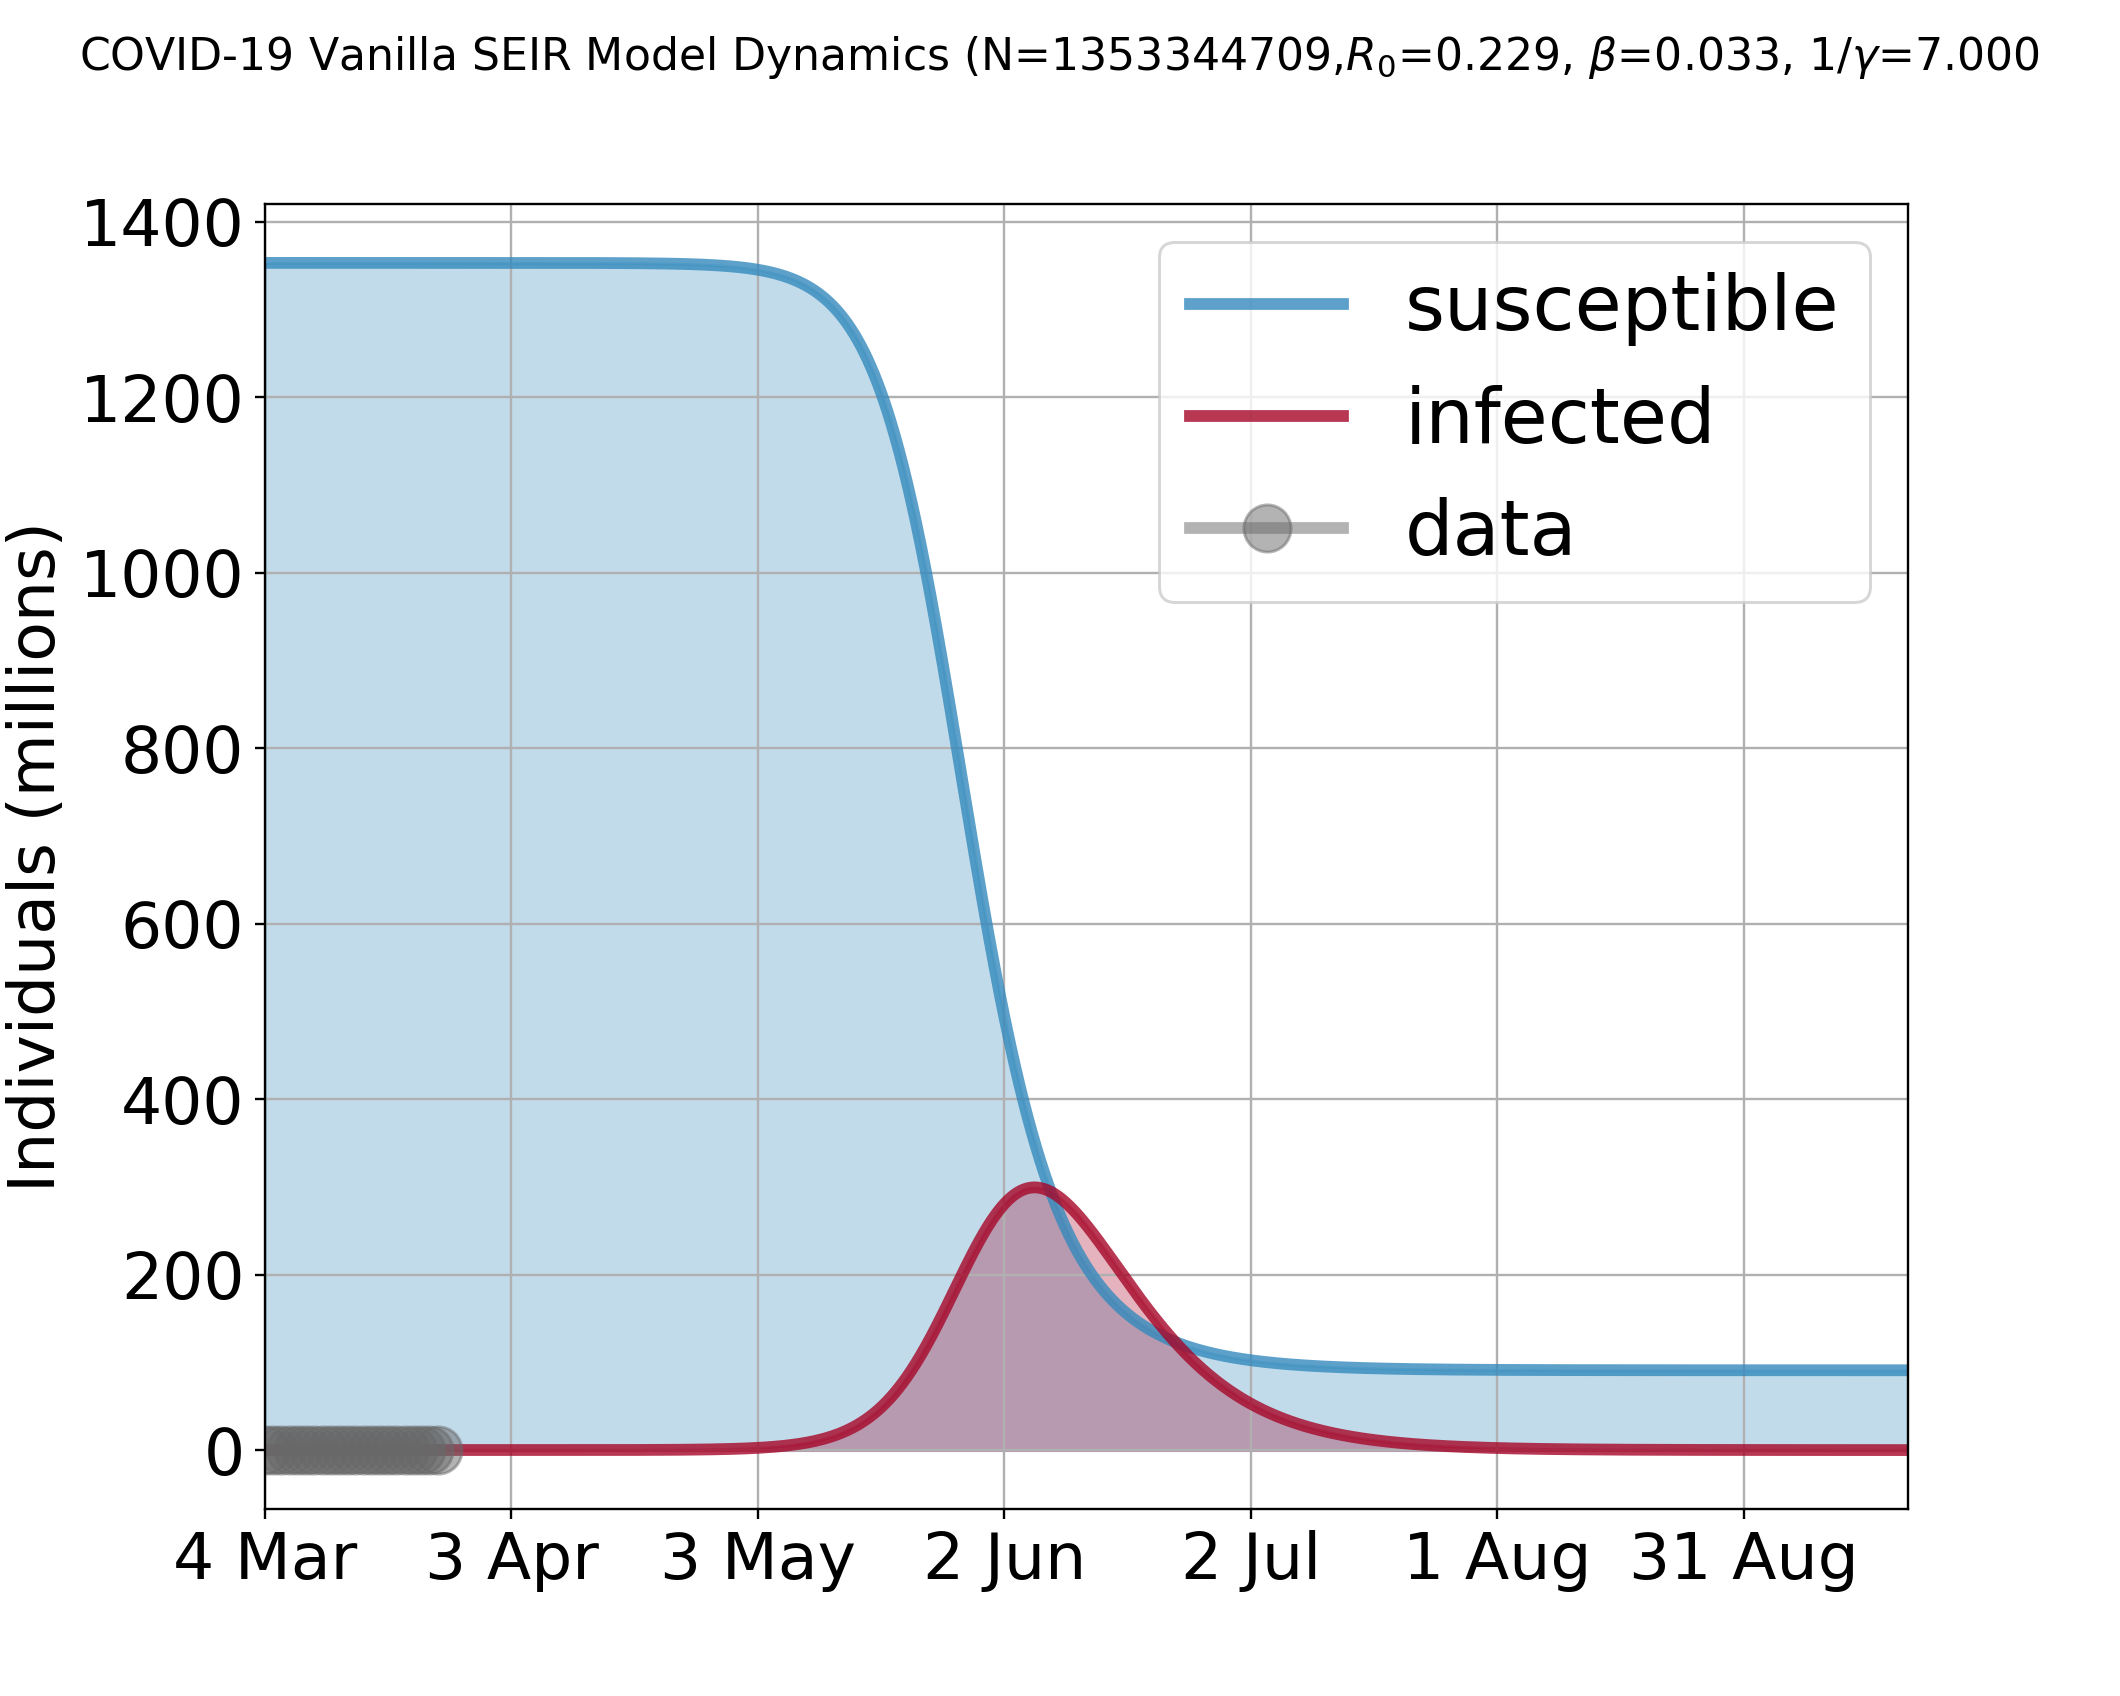 COVID-19 Vanilla SEIR Model Dynamics (N=1353344709,R₀=0.229, β=0.033, 1/γ=7.000
1400
1200
1000
800
600
400
200
0
Individuals (millions)
susceptible
infected
data
4 Mar 3 Apr 3 May 2 Jun 2 Jul 1 Aug 31 Aug